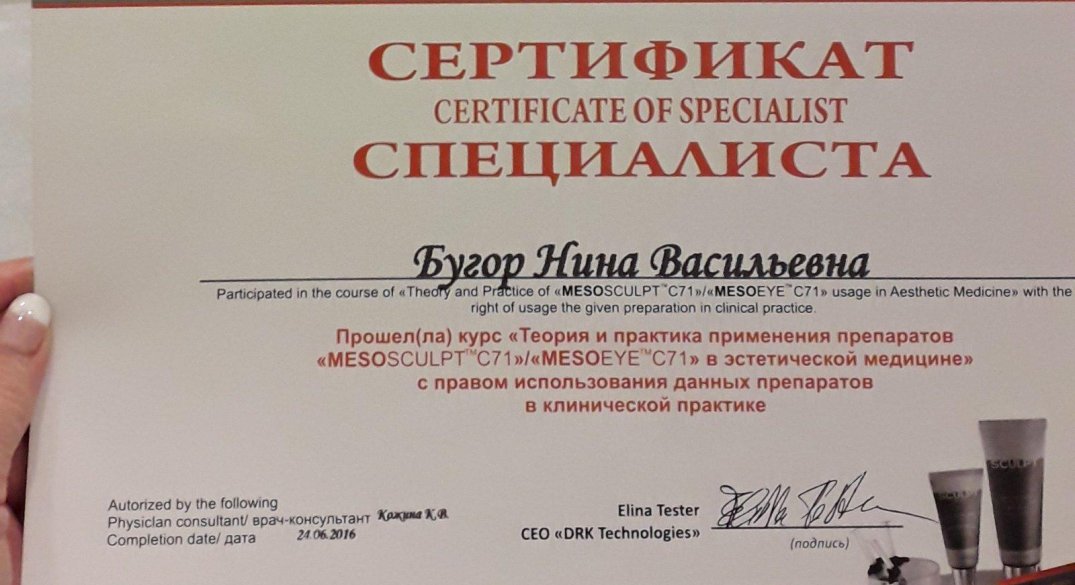 СЕРТИФИКАТ
CERTIFICATE OF SPECIALIST
СПЕЦИАЛИСТА
Бугор Нина Васильевна
Participated in the course of «Theory and Practice of «MESOSCULPT™C71»/«MESOEYE™C71» usage in Aesthetic Medicine» with the
right of usage the given preparation in clinical practice.
Прошел(ла) курс «Теория и практика применения препаратов
«MESOSCULPT™C71»/«MESOEYE™C71» в эстетической медицине»
с правом использования данных препаратов
в клинической практике
Autorized by the following
Physician consultant/ врач-консультант Кожина К.В.
Completion date/ дата 24.06.2016
Elina Tester
CEO «DRK Technologies»
(подпись)
SCULPT
SCULPT